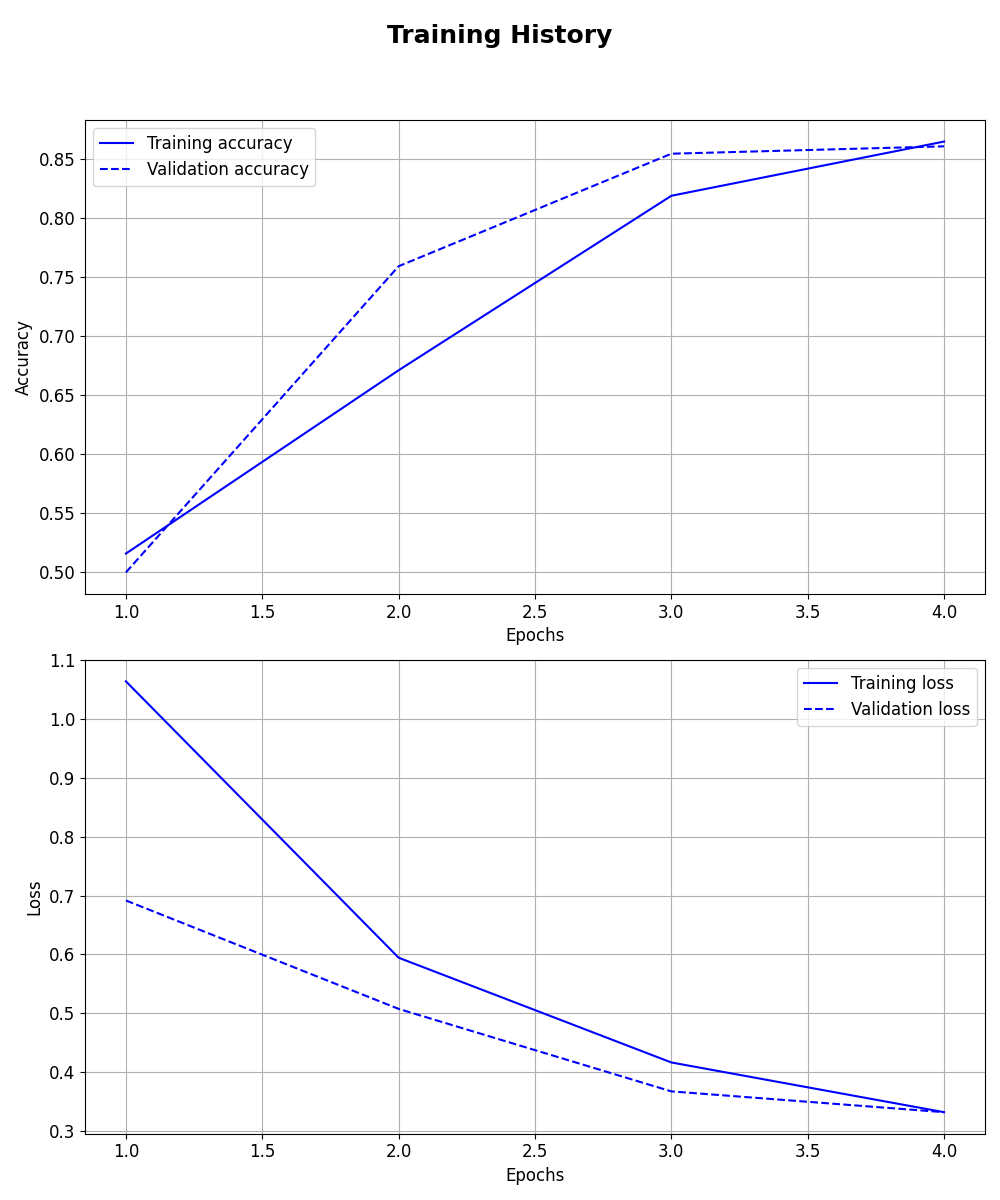 Training History
Training accuracy
Validation accuracy
0.85
0.80
0.75
0.70
0.65
0.60
0.55
0.50
Accuracy
1.0 1.5 2.0 2.5 3.0 3.5 4.0
Epochs
Training loss
Validation loss
1.1
1.0
0.9
0.8
0.7
0.6
0.5
0.4
0.3
Loss
1.0 1.5 2.0 2.5 3.0 3.5 4.0
Epochs